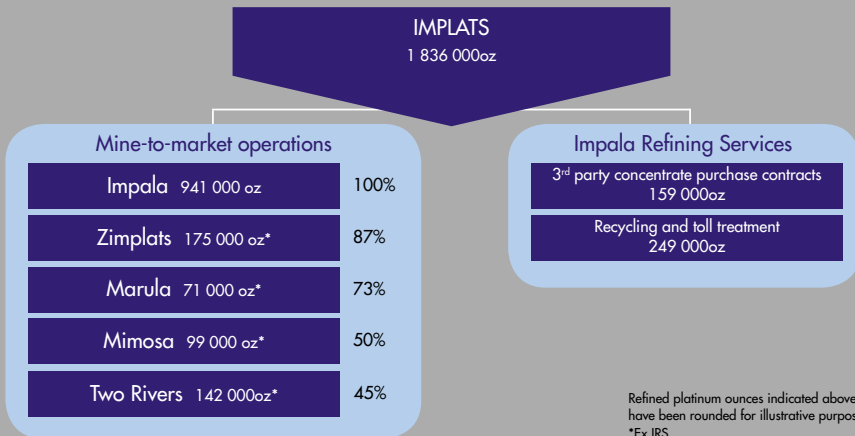 IMPLATS
1 836 000oz
Mine-to-market operations
Impala 941 000 oz 100%
Zimplats 175 000 oz* 87%
Marula 71 000 oz* 73%
Mimosa 99 000 oz* 50%
Two Rivers 142 000oz* 45%
Impala Refining Services
3rd party concentrate purchase contracts
159 000oz
Recycling and toll treatment
249 000oz
Refined platinum ounces indicated above
have been rounded for illustrative
*Ex IRS